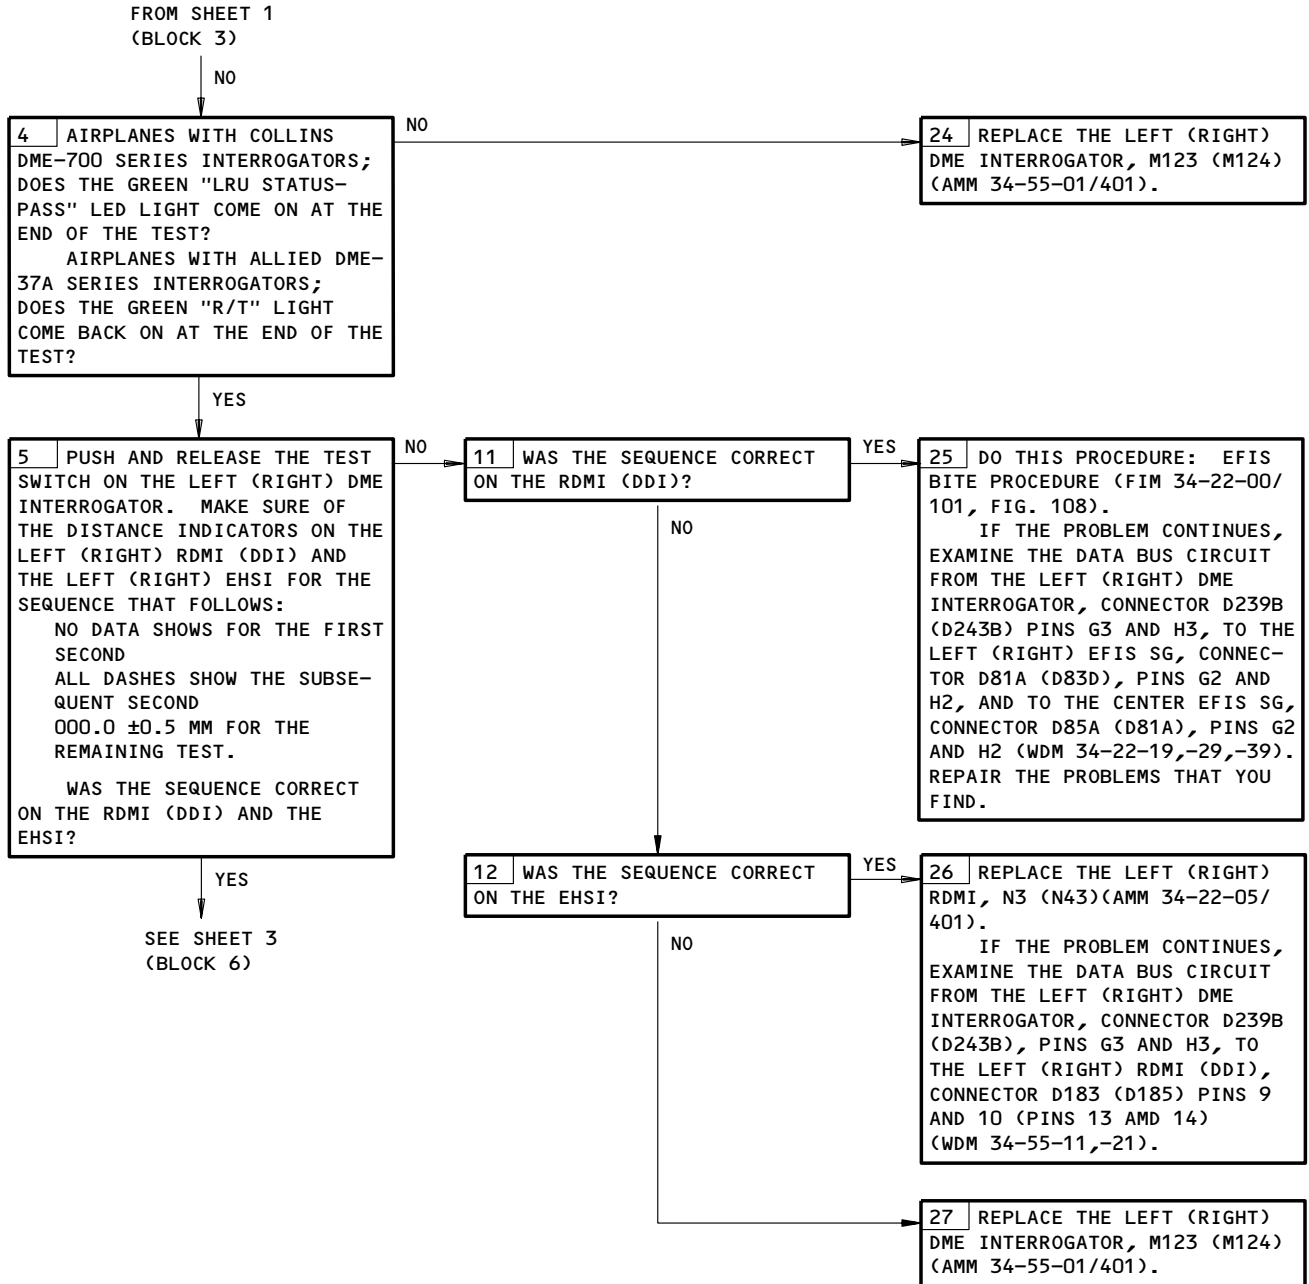 FROM SHEET 1
(BLOCK 3)
NO
4 AIRPLANES WITH COLLINS
DME-700 SERIES INTERROGATORS;
DOES THE GREEN "LRU STATUS-
PASS" LED LIGHT COME ON AT THE
END OF THE TEST?
AIRPLANES WITH ALLIED DME-
37A SERIES INTERROGATORS;
DOES THE GREEN "R/T" LIGHT
COME BACK ON AT THE END OF THE
TEST?
NO
24 REPLACE THE LEFT (RIGHT)
DME INTERROGATOR, M123 (M124)
(AMM 34-55-01/401).
YES
5 PUSH AND RELEASE THE TEST
SWITCH ON THE LEFT (RIGHT) DME
INTERROGATOR. MAKE SURE OF
THE DISTANCE INDICATORS ON THE
LEFT (RIGHT) RDMI (DDI) AND
THE LEFT (RIGHT) EHSI FOR THE
SEQUENCE THAT FOLLOWS:
NO DATA SHOWS FOR THE FIRST
SECOND
ALL DASHES SHOW THE SUBSE-
QUENT SECOND
000.0 ±0.5 MM FOR THE
REMAINING TEST.
WAS THE SEQUENCE CORRECT
ON THE RDMI (DDI) AND THE
EHSI?
NO
11 WAS THE SEQUENCE CORRECT
ON THE RDMI (DDI)?
YES
25 DO THIS PROCEDURE: EFIS
BITE PROCEDURE (FIM 34-22-00/
101, FIG. 108).
IF THE PROBLEM CONTINUES,
EXAMINE THE DATA BUS CIRCUIT
FROM THE LEFT (RIGHT) DME
INTERROGATOR, CONNECTOR D239B
(D243B) PINS G3 AND H3, TO THE
LEFT (RIGHT) EFIS SG, CONNEC-
TOR D81A (D83D), PINS G2 AND
H2, AND TO THE CENTER EFIS SG,
CONNECTOR D85A (D81A), PINS G2
AND H2 (WDM 34-22-19,-29,-39).
REPAIR THE PROBLEMS THAT YOU
FIND.
NO
YES
SEE SHEET 3
(BLOCK 6)
12 WAS THE SEQUENCE CORRECT
ON THE EHSI?
YES
26 REPLACE THE LEFT (RIGHT)
RDMI, N3 (N43)(AMM 34-22-05/
401).
IF THE PROBLEM CONTINUES,
EXAMINE THE DATA BUS CIRCUIT
FROM THE LEFT (RIGHT) DME
INTERROGATOR, CONNECTOR D239B
(D243B), PINS G3 AND H3, TO
THE LEFT (RIGHT) RDMI (DDI),
CONNECTOR D183 (D185) PINS 9
AND 10 (PINS 13 AMD 14)
(WDM 34-55-11,-21).
NO
27 REPLACE THE LEFT (RIGHT)
DME INTERROGATOR, M123 (M124)
(AMM 34-55-01/401).